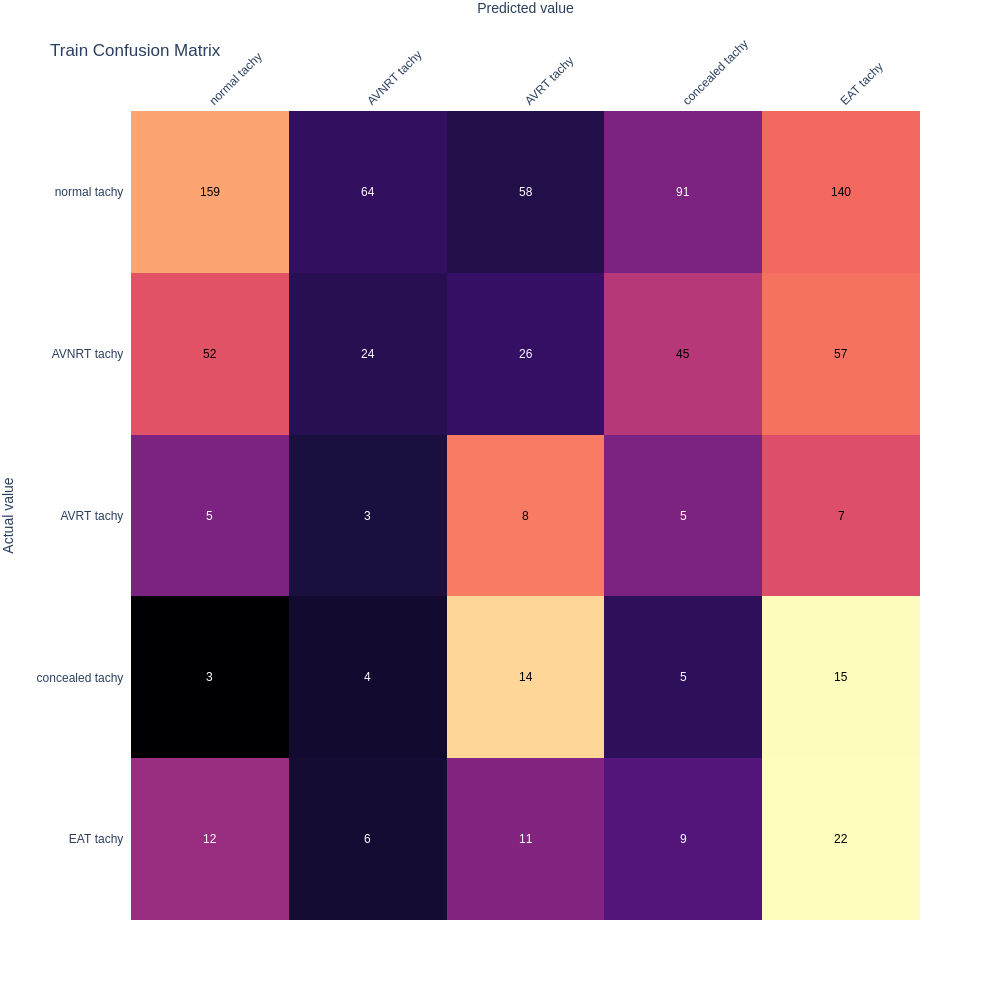 Predicted value
Train Confusion Matrix
normal tachy
AVNRT tachy
AVRT tachy
concealed tachy
EAT tachy
normal tachy
159
64
58
91
140
AVNRT tachy
52
24
26
45
57
AVRT tachy
5
3
8
5
7
concealed tachy
3
4
14
5
15
EAT tachy
12
6
11
9
22
Actual value